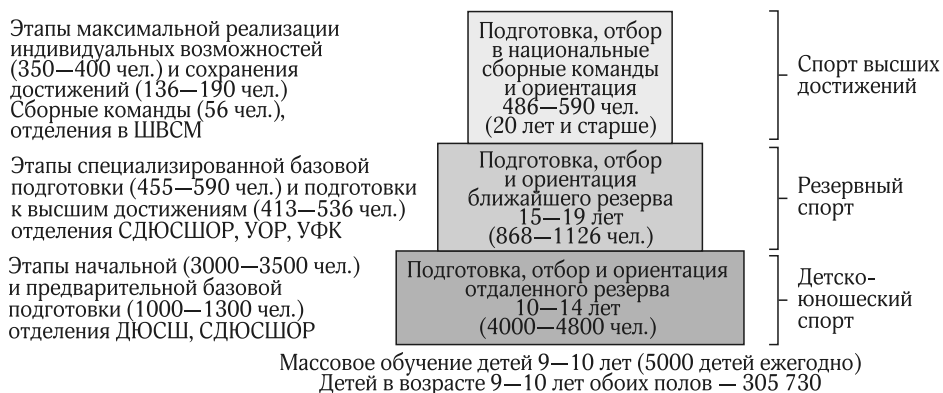 Этапы максимальной реализации
индивидуальных возможностей
(350—400 чел.) и сохранения
достижений (136—190 чел.)
Сборные команды (56 чел.),
отделения в ШВСМ
Подготовка, отбор
в национальные
сборные команды
и ориентация
486—590 чел.
(20 лет и старше)
Спорт высших
достижений
Этапы специализированной базовой
подготовки (455—590 чел.) и подготовки
к высшим достижениям (413—536 чел.)
отделения СДЮСШОР, УОР, УФК
Подготовка, отбор
и ориентация
ближайшего резерва
15—19 лет
(868—1126 чел.)
Резервный
спорт
Этапы начальной (3000—3500 чел.)
и предварительной базовой
подготовки (1000—1300 чел.)
отделения ДЮСШ, СДЮСШОР
Подготовка, отбор и ориентация
отдаленного резерва
10—14 лет
(4000—4800 чел.)
Детско-
юношеский
спорт
Массовое обучение детей 9—10 лет (5000 детей ежегодно)
Детей в возрасте 9—10 лет обоих полов — 305 730